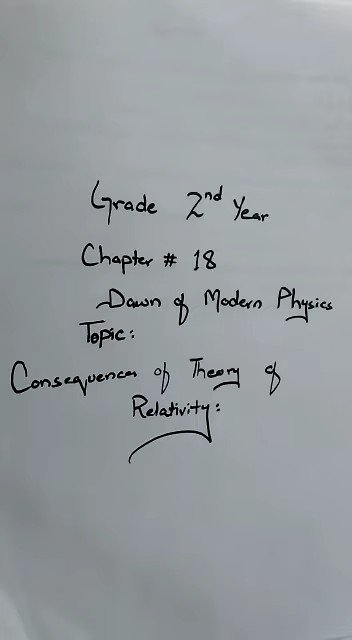 Grade 2nd Year
Chapter # 18
Dawn of Modern Physics
Topic:
Consequences of Theory of
Relativity: